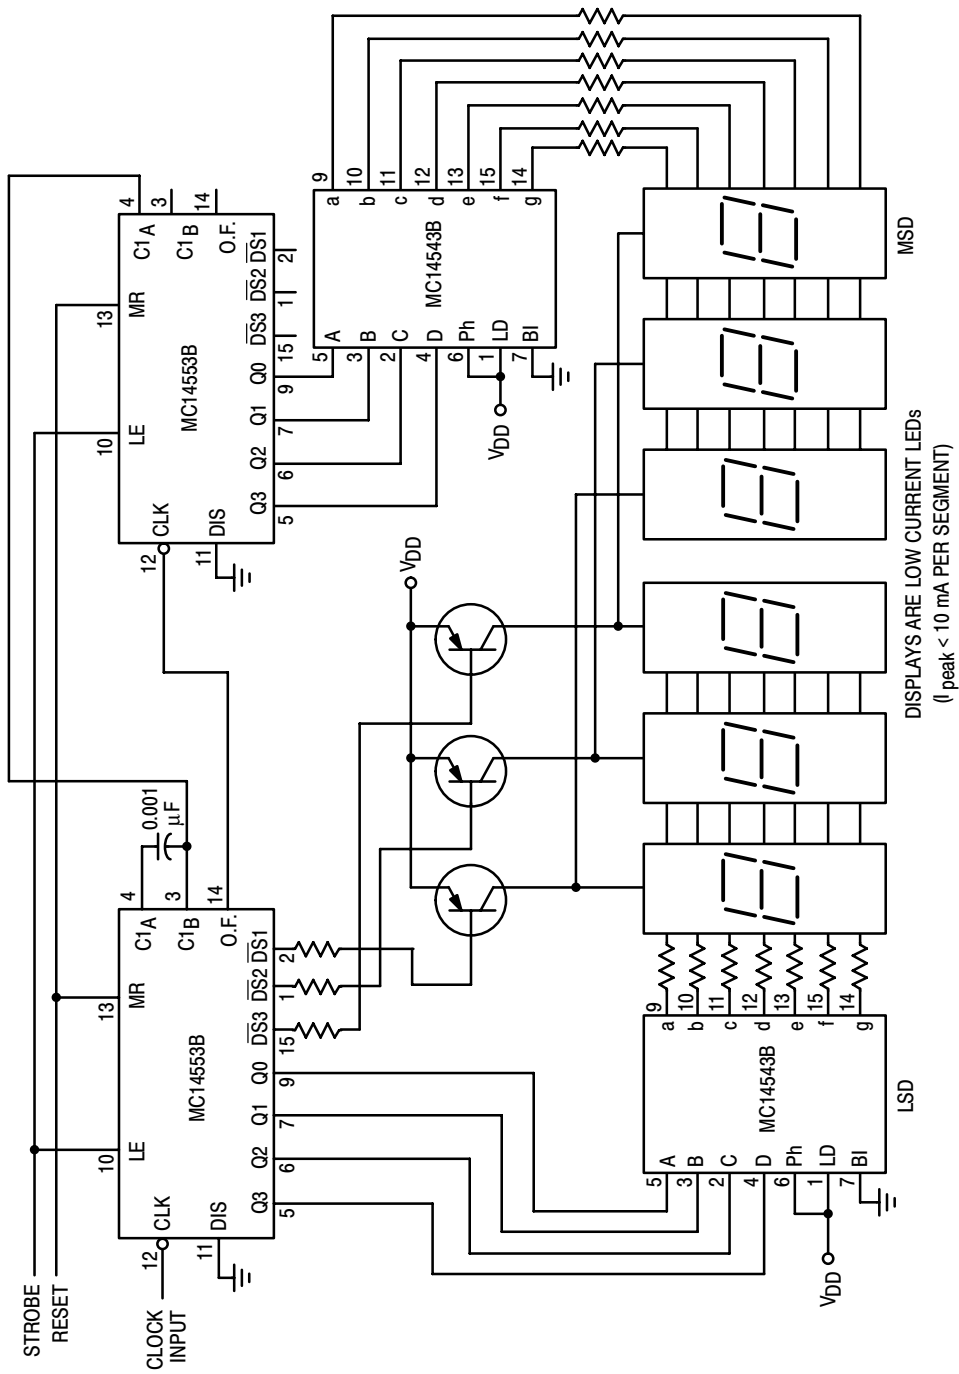 STROBE
RESET
CLOCK
INPUT
12
CLK
10
LE
13
MR
4
C1A
3
C1B
14
O.F.
MC14553B
11
DIS
Q3
5
Q2
6
Q1
7
Q0
9
DS3
15
DS2
1
DS1
2
0.001
μF
12
CLK
10
LE
13
MR
4
C1A
3
C1B
14
O.F.
MC14553B
11
DIS
Q3
5
Q2
6
Q1
7
Q0
9
DS3
15
DS2
1
DS1
2
VDD
5
A
3
B
2
C
4
D
6
Ph
1
LD
7
BI
MC14543B
9
a
10
b
11
c
12
d
13
e
15
f
14
g
VDD
5
A
3
B
2
C
4
D
6
Ph
1
LD
7
BI
MC14543B
9
a
10
b
11
c
12
d
13
e
15
f
14
g
VDD
LSD
MSD
DISPLAYS ARE LOW CURRENT LEDs
(I peak < 10 mA PER SEGMENT)